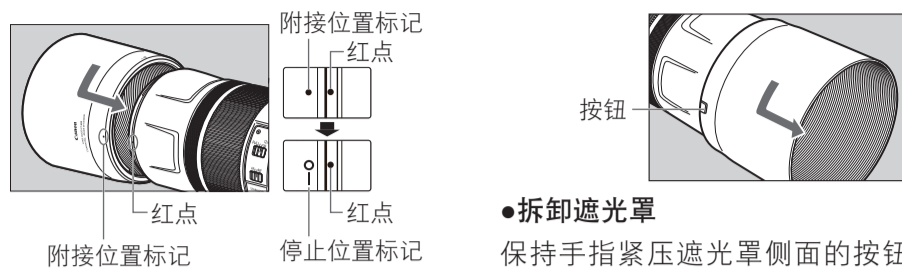 附接位置标记
红点
红点
附接位置标记
红点
停止位置标记
按钮
●拆卸遮光罩
保持手指紧压遮光罩侧面的按钮
Canon